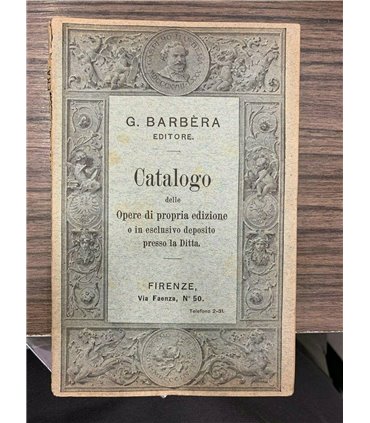 G. BARBÈRA
EDITORE.
Catalogo
delle
Opere di propria edizione
o in esclusivo deposito
presso la Ditta.
FIRENZE,
Via Faenza, N° 50.
Telefono 2-51.